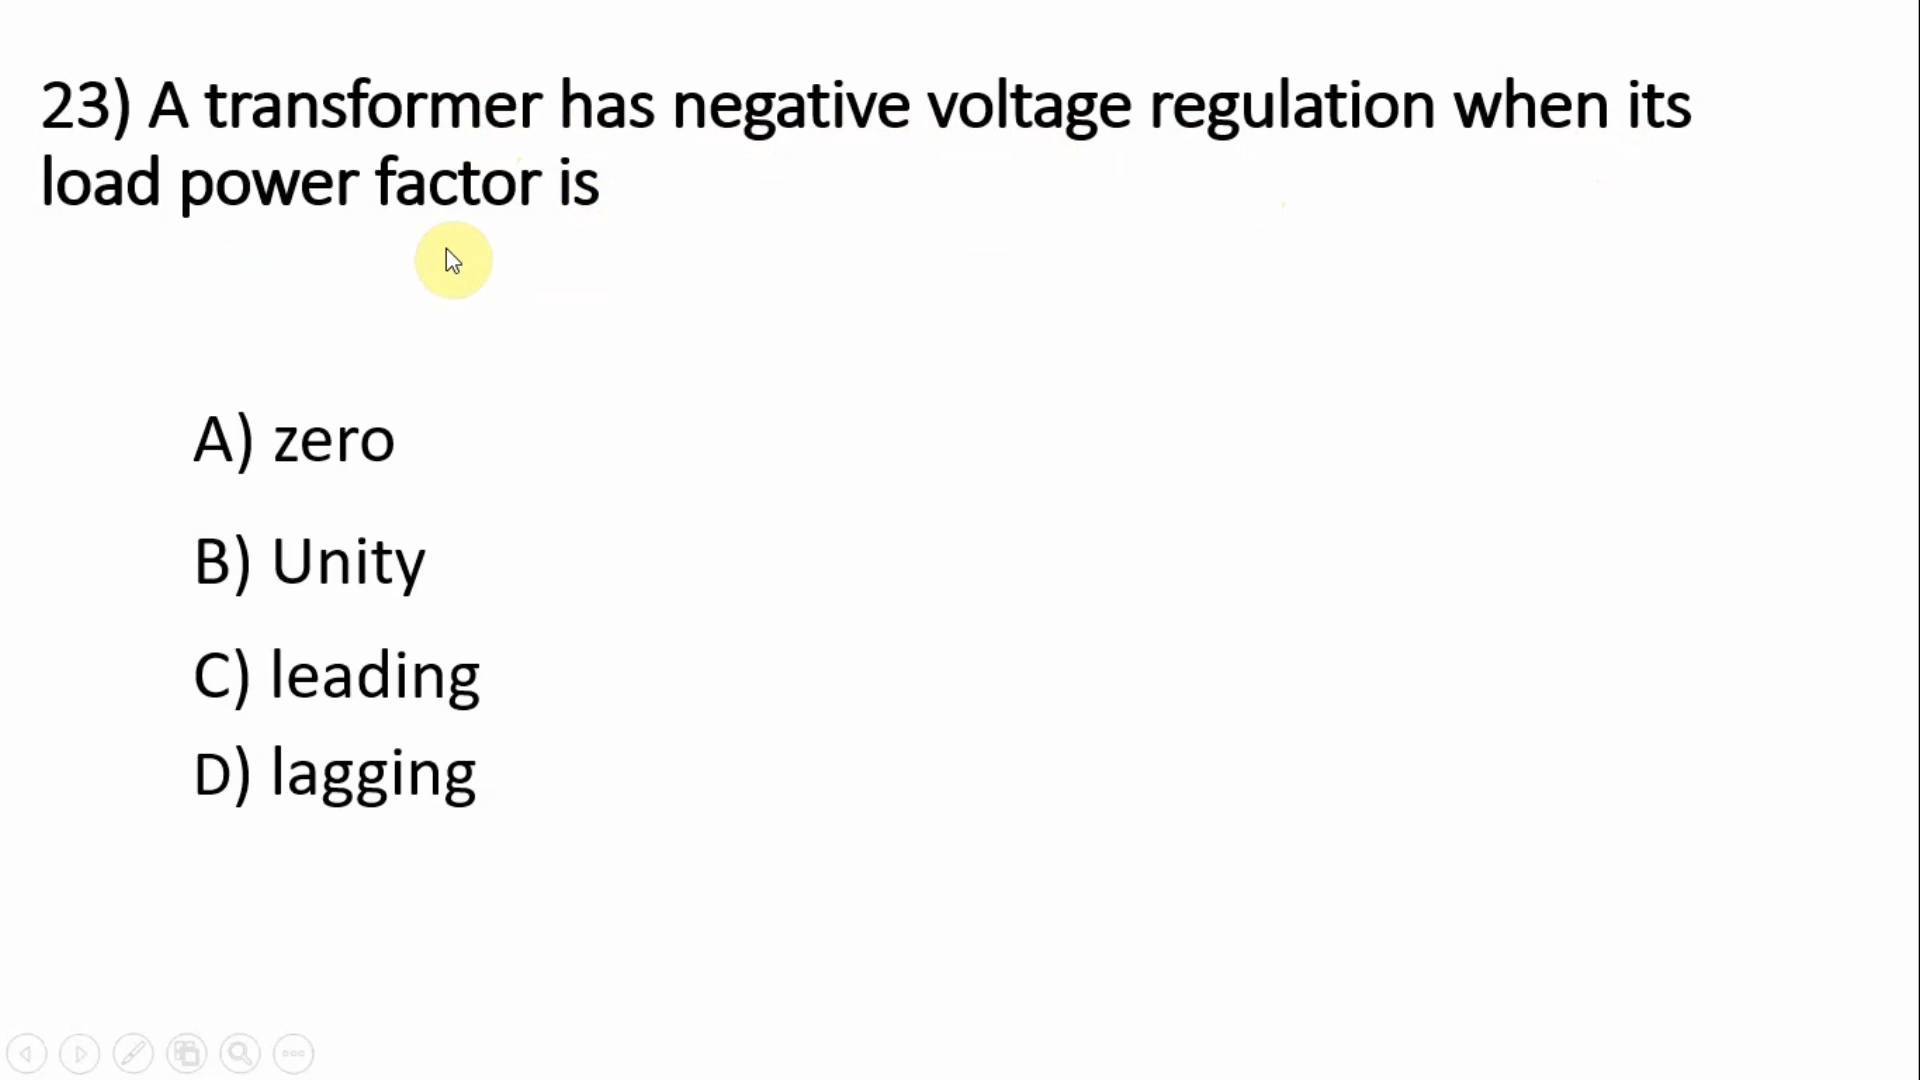 23) A transformer has negative voltage regulation when its
load power factor is
A) zero
B) Unity
C) leading
D) lagging